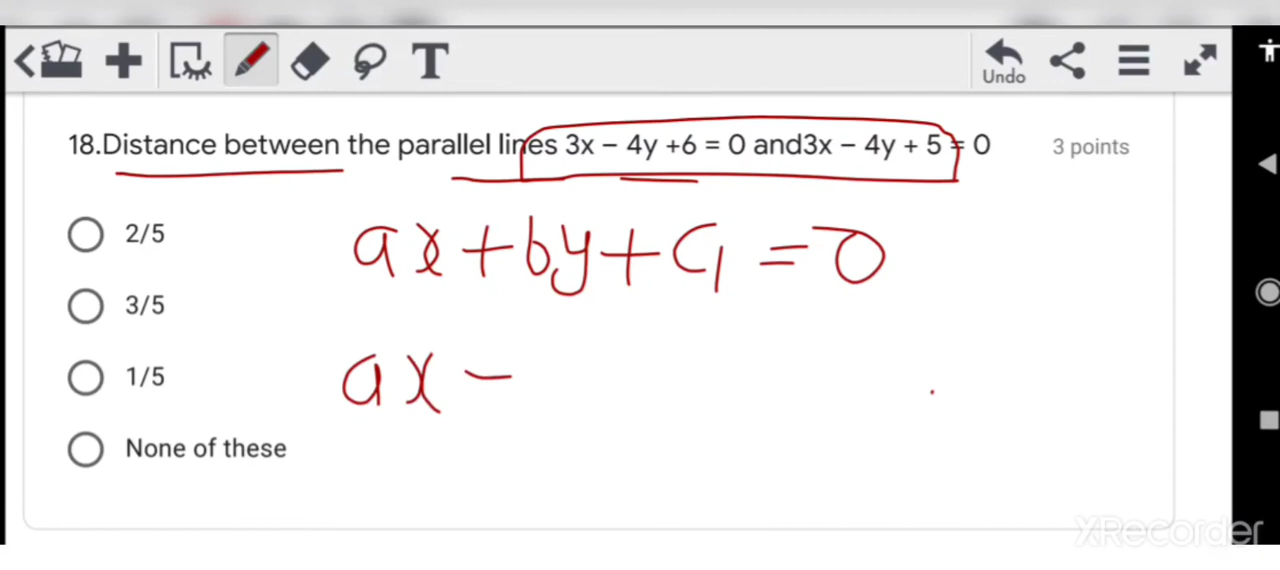 T
Undo
18.Distance between the parallel lines 3x − 4y +6 = 0 and3x − 4y + 5 = 0
3 points
2/5
ax+by+c1 = 0
3/5
1/5
ax −
None of these
XRecorder